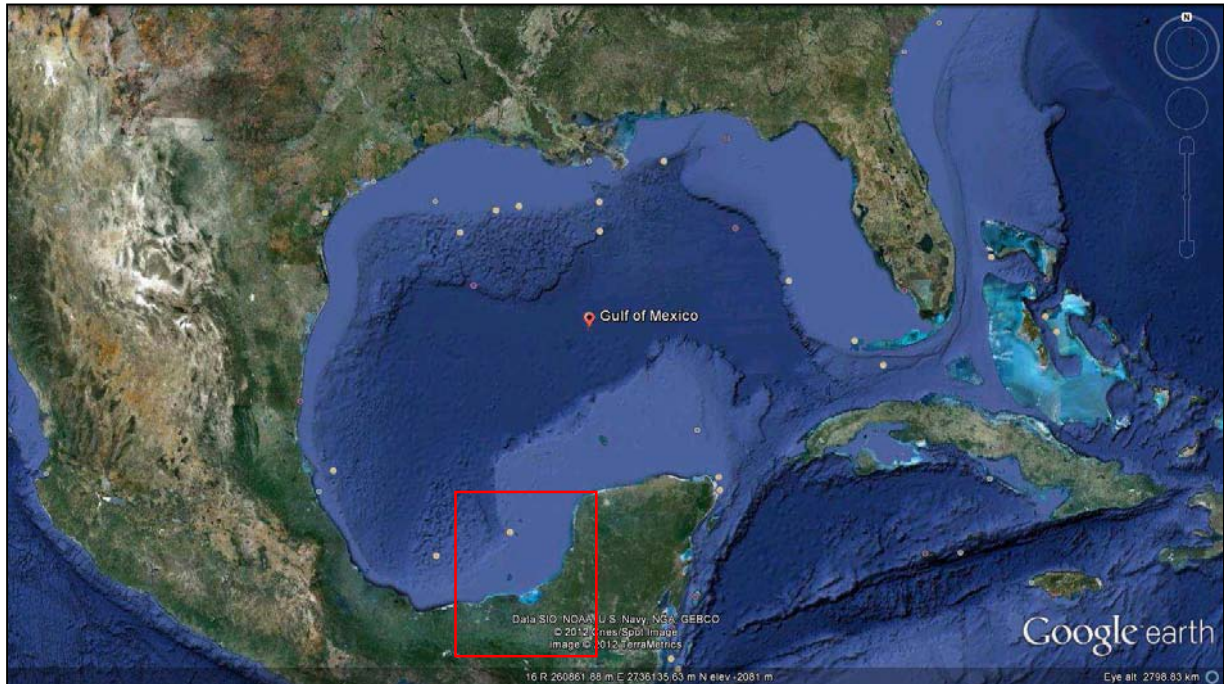 N
Gulf of Mexico
Data SIO, NOAA, U.S. Navy, NGA, GEBCO
© 2012 Cnes/Spot Image
Image © 2012 TerraMetrics
Google earth
16 R 260861.88 m E 2736135.63 m N elev -2081 m
Eye alt 2798.83 km